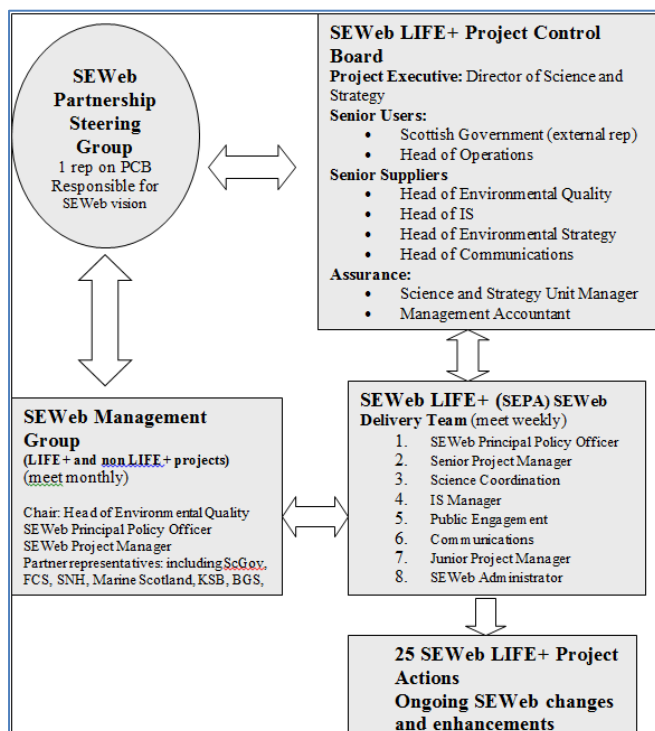 SEWeb
Partnership
Steering
Group
1 rep on PCB
Responsible for
SEWeb vision
SEWeb LIFE+ Project Control
Board
Project Executive: Director of Science and
Strategy
Senior Users:
• Scottish Government (external rep)
• Head of Operations
Senior Suppliers
• Head of Environmental Quality
• Head of IS
• Head of Environmental Strategy
• Head of Communications
Assurance:
• Science and Strategy Unit Manager
• Management Accountant
SEWeb Management
Group
(LIFE+ and non LIFE+ projects)
(meet monthly)
Chair: Head of Environmental Quality
SEWeb Principal Policy Officer
SEWeb Project Manager
Partner representatives: including ScGov,
FCS, SNH, Marine Scotland, KSB, BGS,
SEWeb LIFE+ (SEPA) SEWeb
Delivery Team (meet weekly)
1. SEWeb Principal Policy Officer
2. Senior Project Manager
3. Science Coordination
4. IS Manager
5. Public Engagement
6. Communications
7. Junior Project Manager
8. SEWeb Administrator
25 SEWeb LIFE+ Project
Actions
Ongoing SEWeb changes
and enhancements